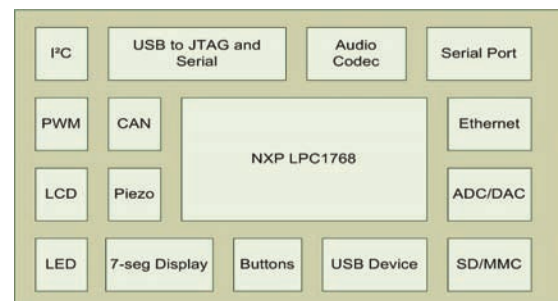 I²C
USB to JTAG and
Serial
Audio
Codec
Serial Port
PWM
CAN
NXP LPC1768
Ethernet
LCD
Piezo
ADC/DAC
LED
7-seg Display
Buttons
USB Device
SD/MMC